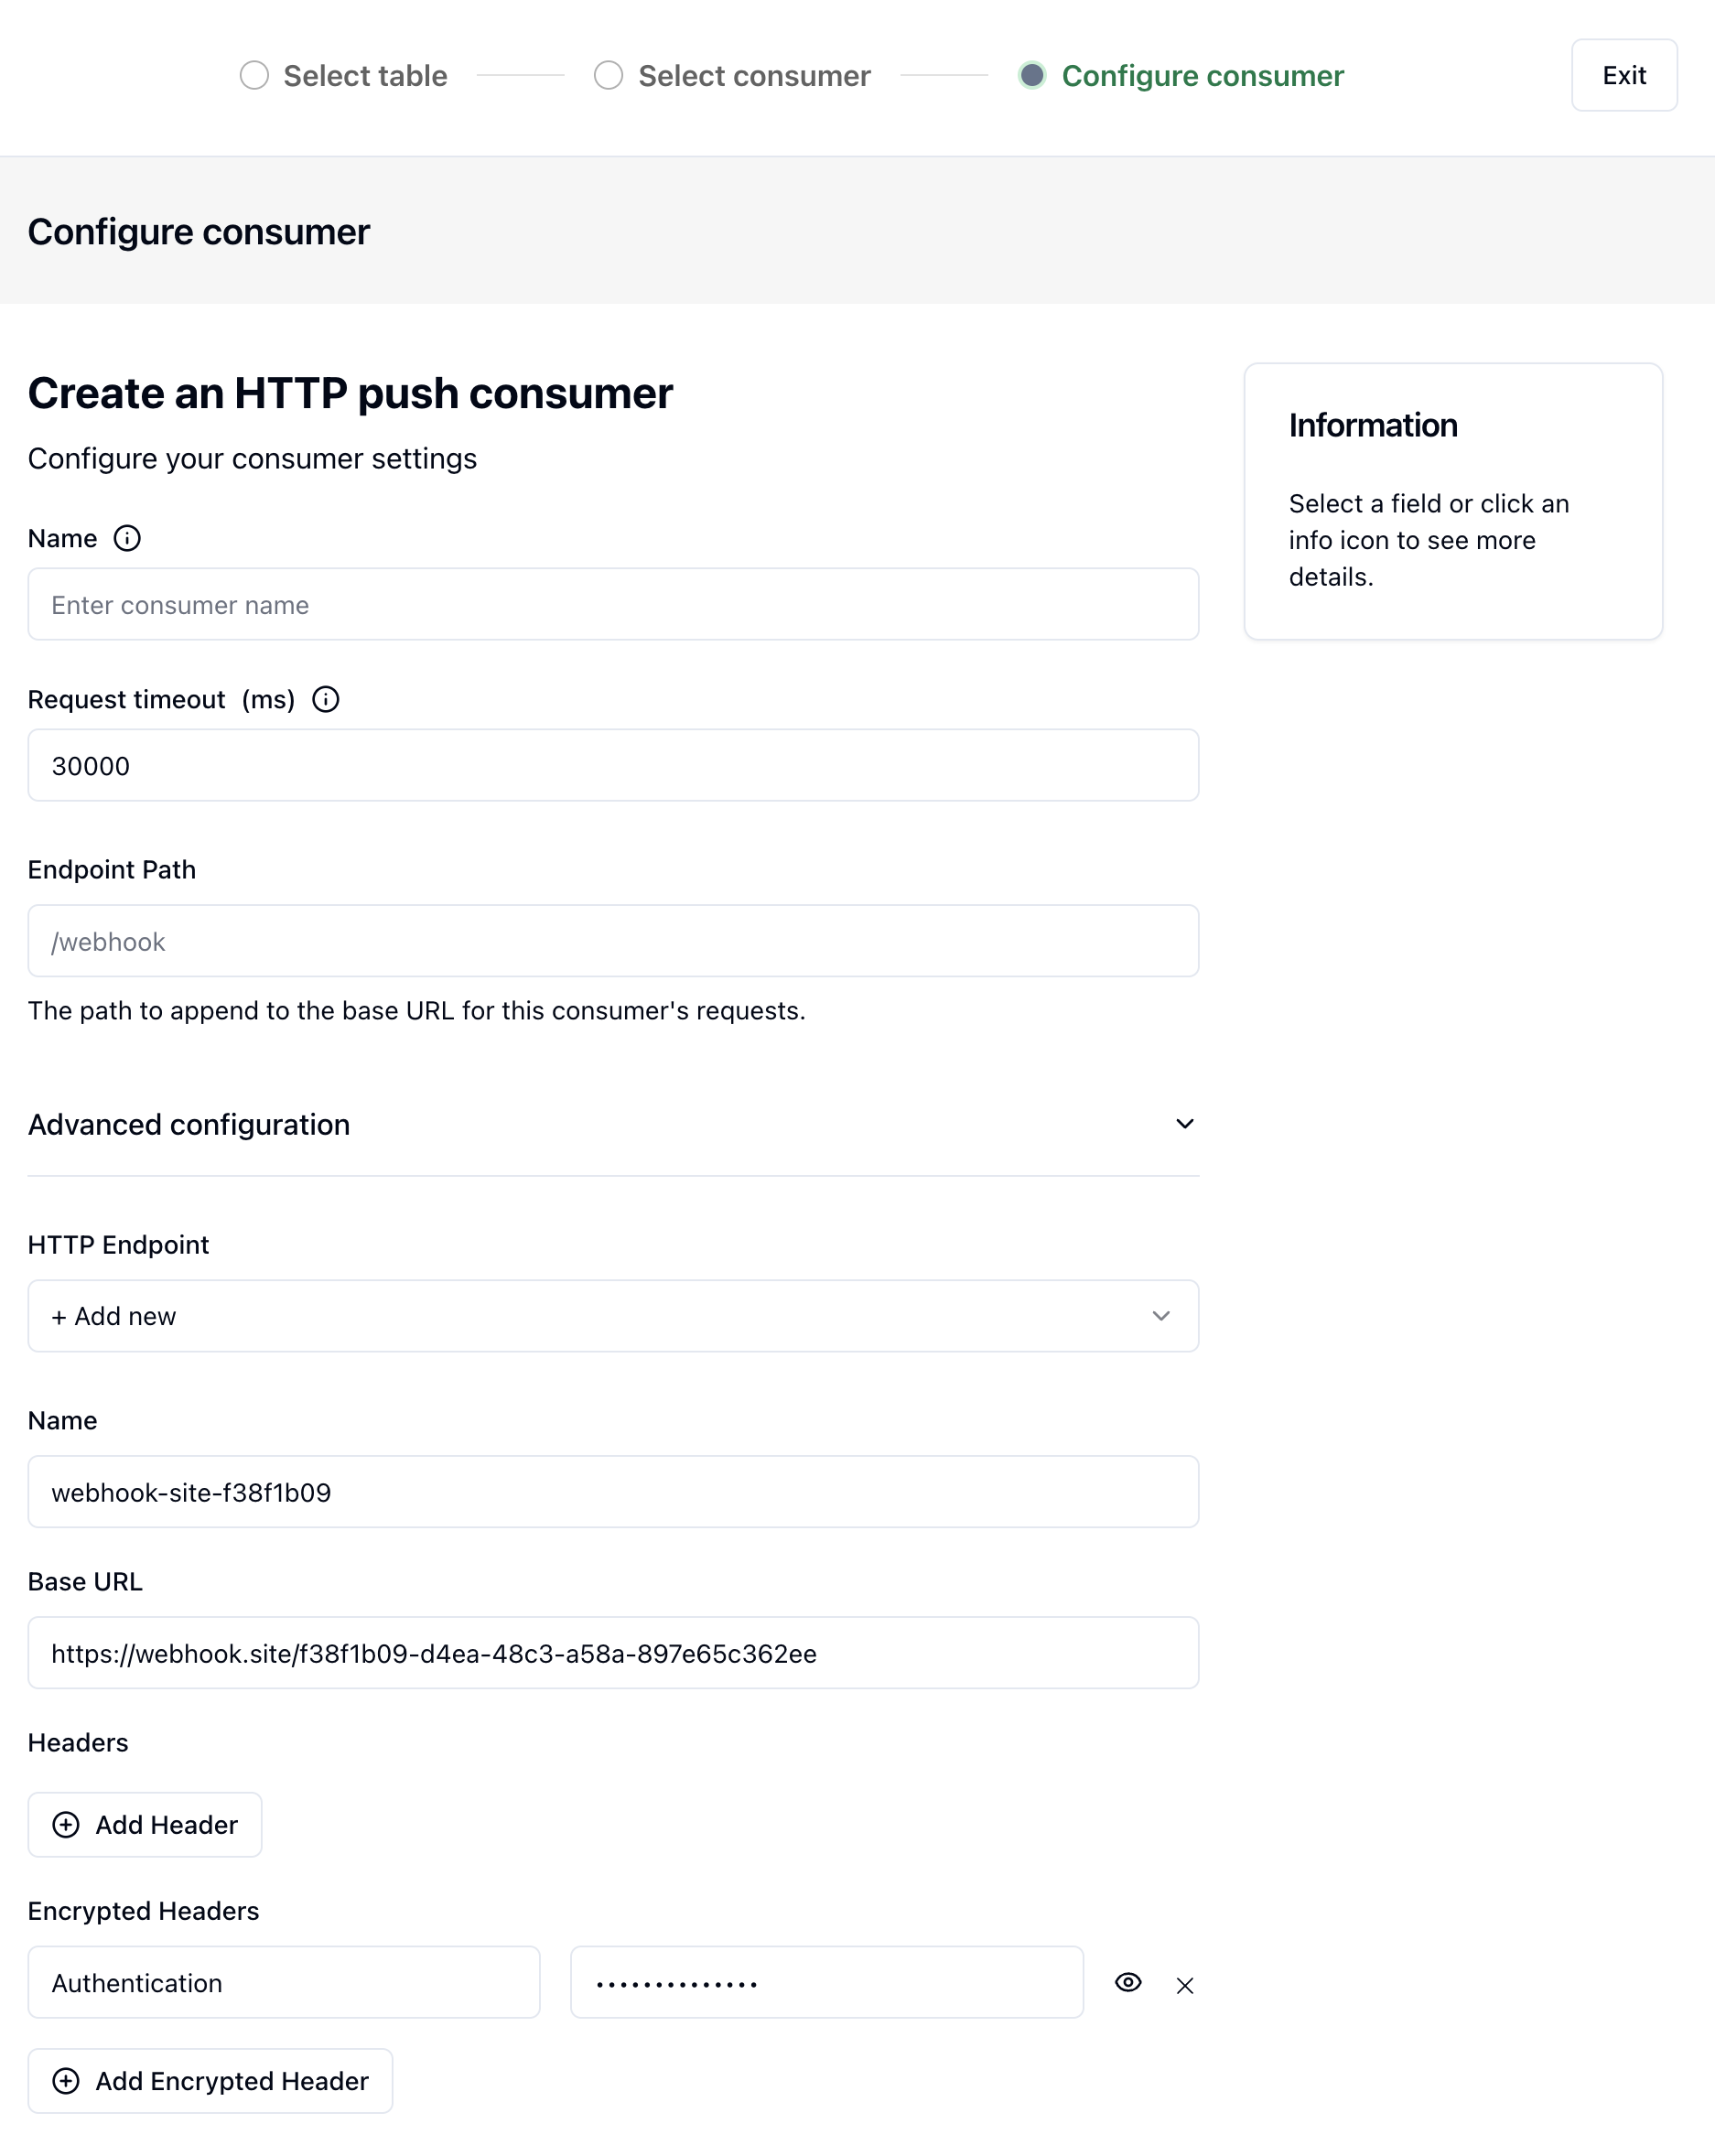 Select table
Select consumer
Configure consumer
Exit
Configure consumer
Create an HTTP push consumer
Configure your consumer settings
Name
Enter consumer name
Request timeout (ms)
30000
Endpoint Path
/webhook
The path to append to the base URL for this consumer's requests.
Advanced configuration
HTTP Endpoint
+ Add new
Name
webhook-site-f38f1b09
Base URL
https://webhook.site/f38f1b09-d4ea-48c3-a58a-897e65c362ee
Headers
Add Header
Encrypted Headers
Authentication
••••••••••••••
Add Encrypted Header
Information
Select a field or click an
info icon to see more
details.